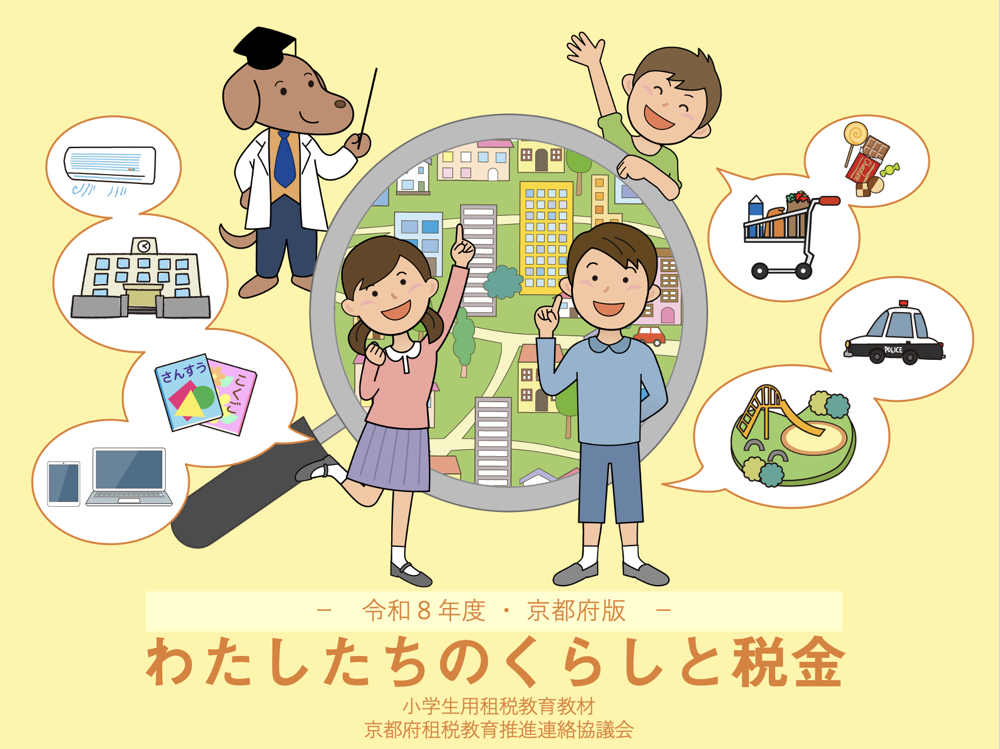 Chocolate
さんすう
こくご
POLICE
− 令和8年度・京都府版 −
わたしたちのくらしと税金
小学生用租税教育教材
京都府租税教育推進連絡協議会